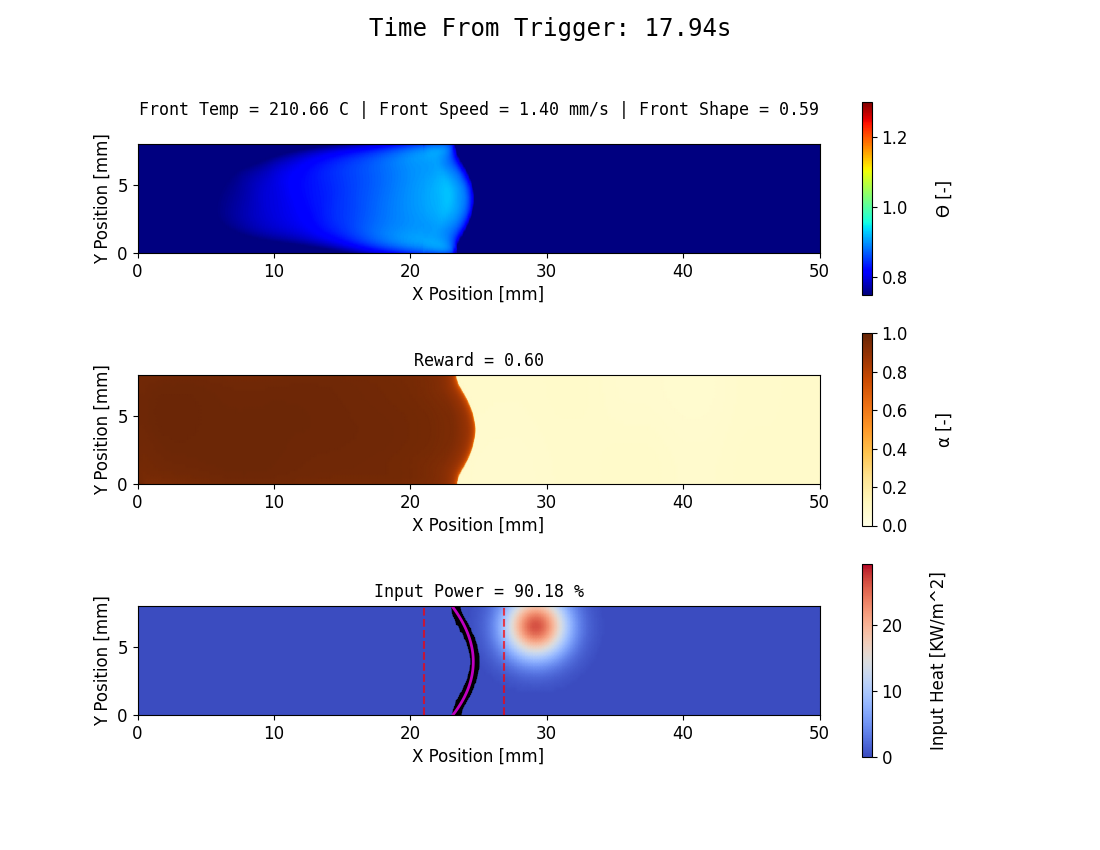 Time From Trigger: 17.94s
Front Temp = 210.66 C | Front Speed = 1.40 mm/s | Front Shape = 0.59
Y Position [mm]
5
0
0 10 20 30 40 50
X Position [mm]
1.2
1.0
0.8
Θ [-]
Reward = 0.60
Y Position [mm]
5
0
0 10 20 30 40 50
X Position [mm]
1.0
0.8
0.6
0.4
0.2
0.0
α [-]
Input Power = 90.18 %
Y Position [mm]
5
0
0 10 20 30 40 50
X Position [mm]
20
10
0
Input Heat [KW/m^2]